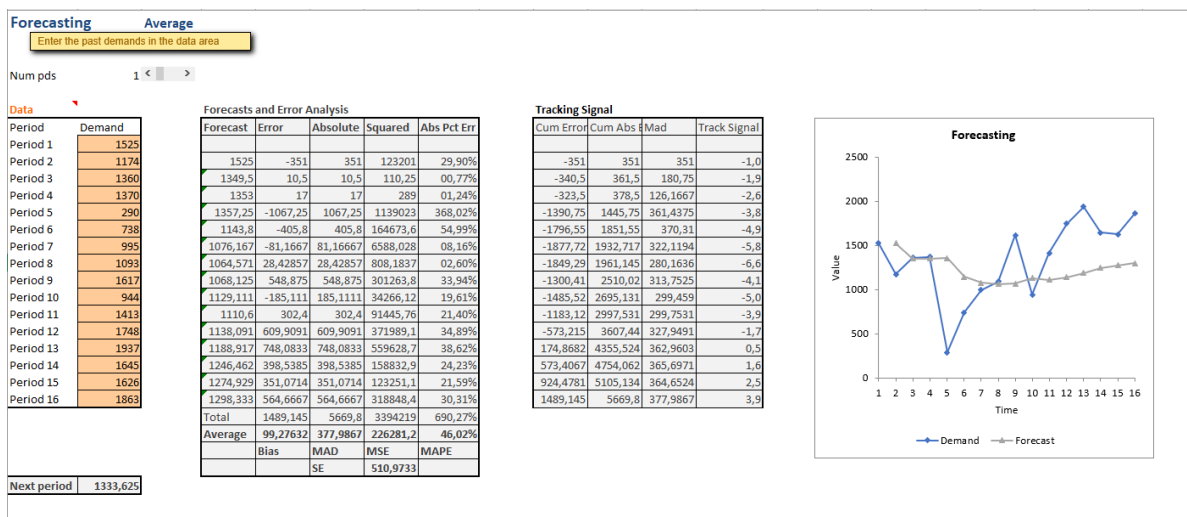 Forecasting Average
Enter the past demands in the data area
Num pds 1 < >
Data Forecasts and Error Analysis Tracking Signal
Period Demand Forecast Error Absolute Squared Abs Pct Err Cum Error Cum Abs E Mad Track Signal
Period 1 1525
Period 2 1174 1525 -351 351 123201 29,90% -351 351 351 -1,0
Period 3 1360 1349,5 10,5 10,5 110,25 00,77% -340,5 361,5 180,75 -1,9
Period 4 1370 1353 17 17 289 01,24% -323,5 378,5 126,1667 -2,6
Period 5 290 1357,25 -1067,25 1067,25 1139023 368,02% -1390,75 1445,75 361,4375 -3,8
Period 6 738 1143,8 -405,8 405,8 164673,6 54,99% -1796,55 1851,55 370,31 -4,9
Period 7 995 1076,167 -81,1667 81,16667 6588,028 08,16% -1877,72 1932,717 322,1194 -5,8
Period 8 1093 1064,571 28,42857 28,42857 808,1837 02,60% -1849,29 1961,145 280,1636 -6,6
Period 9 1617 1068,125 548,875 548,875 301263,8 33,94% -1300,41 2510,02 313,7525 -4,1
Period 10 944 1129,111 -185,111 185,1111 34266,12 19,61% -1485,52 2695,131 299,459 -5,0
Period 11 1413 1110,6 302,4 302,4 91445,76 21,40% -1183,12 2997,531 299,7531 -3,9
Period 12 1748 1138,091 609,9091 609,9091 371989,1 34,89% -573,215 3607,44 327,9491 -1,7
Period 13 1937 1188,917 748,0833 748,0833 559628,7 38,62% 174,8682 4355,524 362,9603 0,5
Period 14 1645 1246,462 398,5385 398,5385 158832,9 24,23% 573,4067 4754,062 365,6971 1,6
Period 15 1626 1274,929 351,0714 351,0714 123251,1 21,59% 924,4781 5105,134 364,6524 2,5
Period 16 1863 1298,333 564,6667 564,6667 318848,4 30,31% 1489,145 5669,8 377,9867 3,9
Total 1489,145 5669,8 3394219 690,27%
Average 99,27632 377,9867 226281,2 46,02%
Bias MAD MSE MAPE
SE 510,9733
Next period 1333,625
Forecasting
2500
2000
1500
1000
500
0
Value
1 2 3 4 5 6 7 8 9 10 11 12 13 14 15 16
Time
Demand Forecast